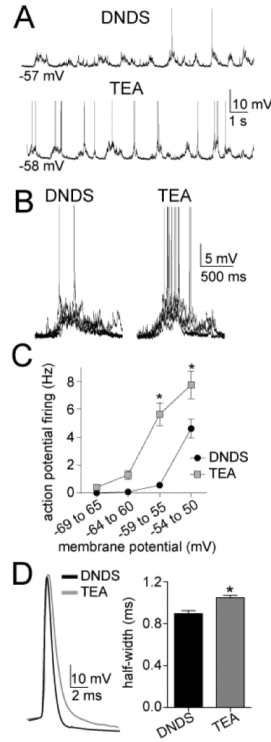 A
DNDS
-57 mV
TEA
10 mV
1 s
-58 mV
B
DNDS TEA
5 mV
500 ms
C
action potential firing (Hz)
8
6
4
2
0
DNDS
TEA
* *
-69 to 65 -64 to 60 -59 to 55 -54 to 50
membrane potential (mV)
D
DNDS
TEA
10 mV
2 ms
half-width (ms)
1.2
0.8
0.4
0.0
*
DNDS TEA